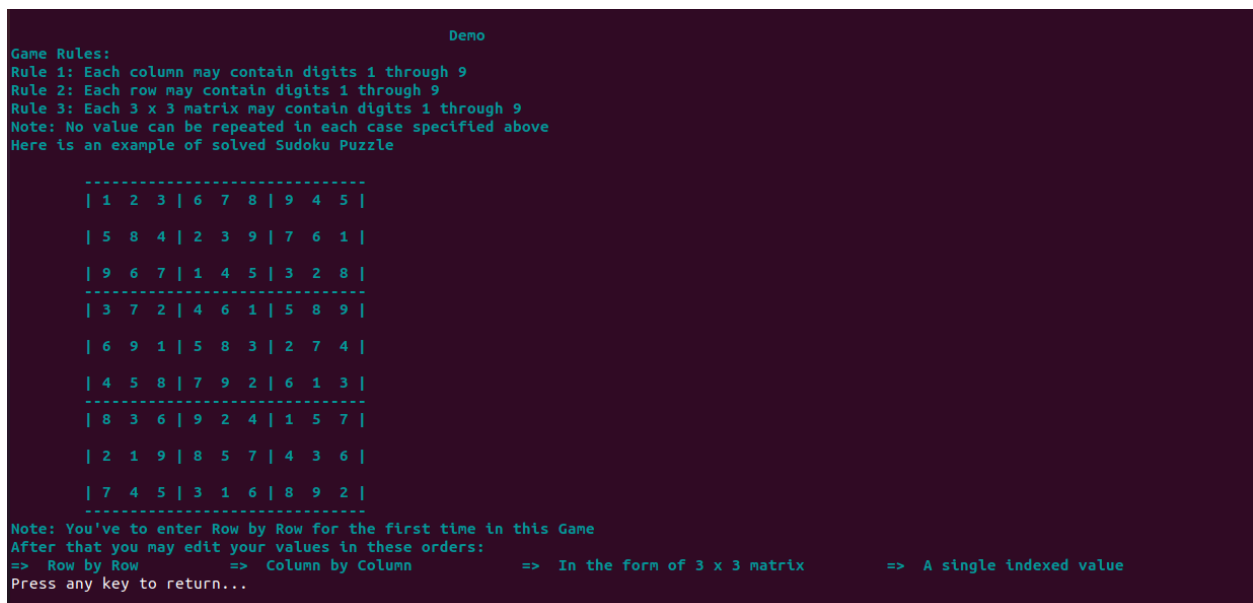 Demo
Game Rules:
Rule 1: Each column may contain digits 1 through 9
Rule 2: Each row may contain digits 1 through 9
Rule 3: Each 3 x 3 matrix may contain digits 1 through 9
Note: No value can be repeated in each case specified above
Here is an example of solved Sudoku Puzzle
-------------------------------
| 1 2 3 | 6 7 8 | 9 4 5 |
| 5 8 4 | 2 3 9 | 7 6 1 |
| 9 6 7 | 1 4 5 | 3 2 8 |
-------------------------------
| 3 7 2 | 4 6 1 | 5 8 9 |
| 6 9 1 | 5 8 3 | 2 7 4 |
| 4 5 8 | 7 9 2 | 6 1 3 |
-------------------------------
| 8 3 6 | 9 2 4 | 1 5 7 |
| 2 1 9 | 8 5 7 | 4 3 6 |
| 7 4 5 | 3 1 6 | 8 9 2 |
-------------------------------
Note: You've to enter Row by Row for the first time in this Game
After that you may edit your values in these orders:
=> Row by Row => Column by Column => In the form of 3 x 3 matrix => A single indexed value
Press any key to return...